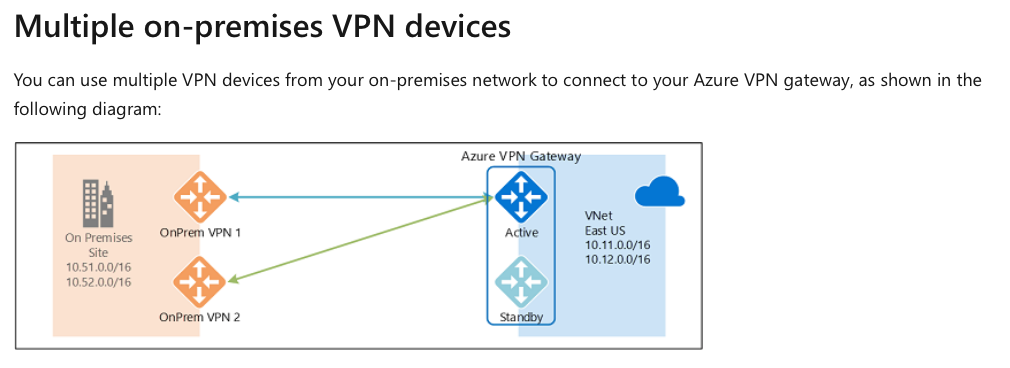 Multiple on-premises VPN devices
You can use multiple VPN devices from your on-premises network to connect to your Azure VPN gateway, as shown in the
following diagram:
Azure VPN Gateway
On Premises
Site
10.51.0.0/16
10.52.0.0/16
OnPrem VPN 1
OnPrem VPN 2
Active
Standby
VNet
East US
10.11.0.0/16
10.12.0.0/16